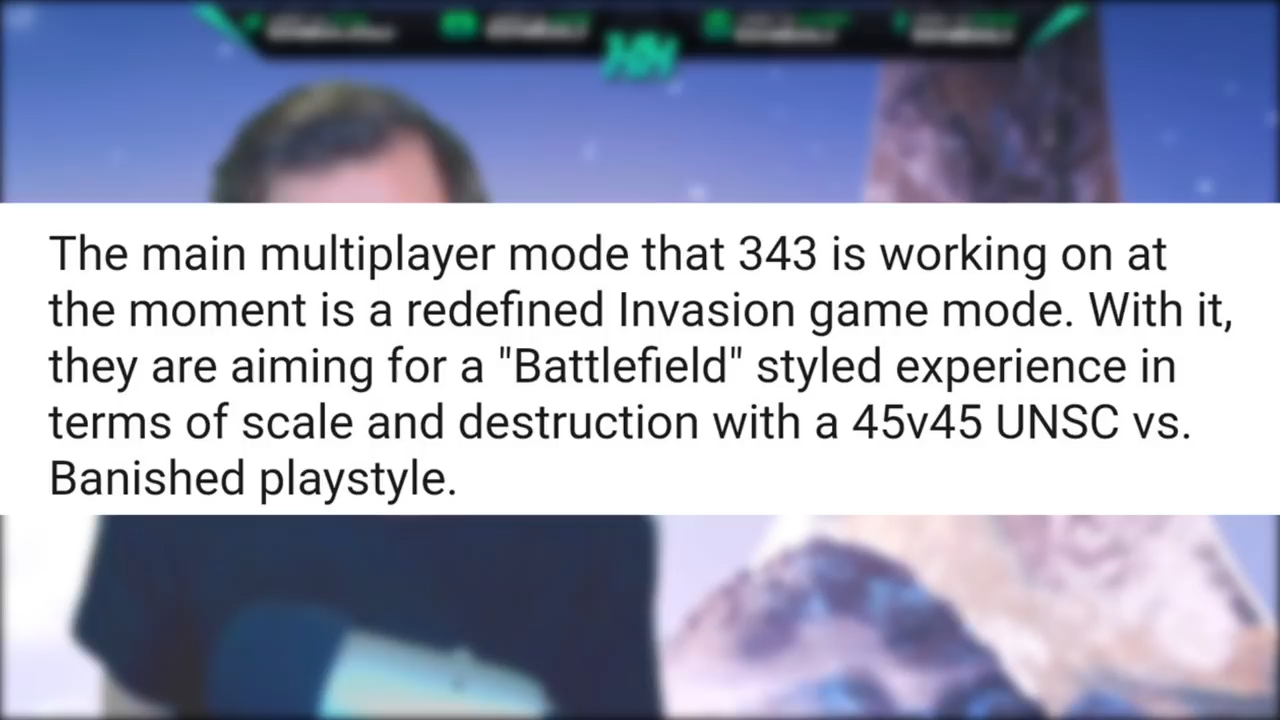 The main multiplayer mode that 343 is working on at
the moment is a redefined Invasion game mode. With it,
they are aiming for a "Battlefield" styled experience in
terms of scale and destruction with a 45v45 UNSC vs.
Banished playstyle.